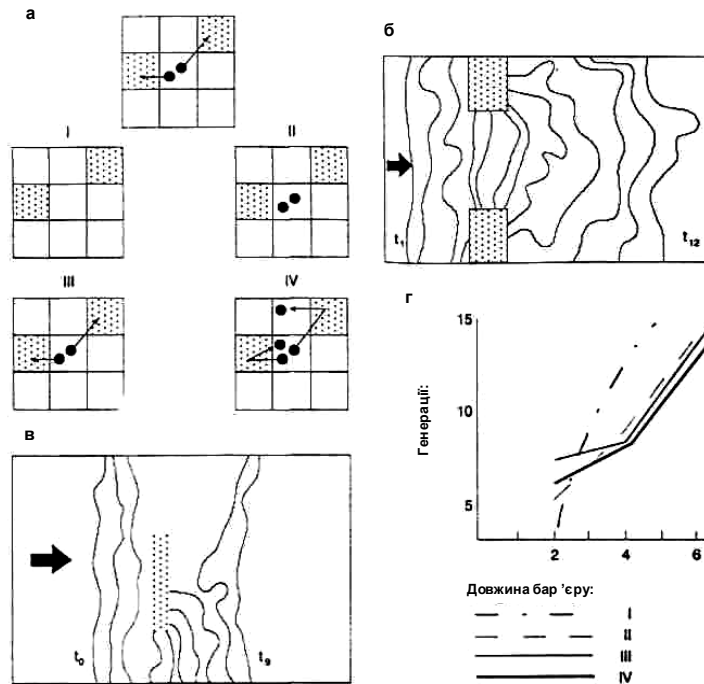 а
б
I
II
III
IV
t₁
t₁₂
в
t₀
t₉
г
Генерації:
15
10
5
2
4
6
Довжина бар 'єру:
I
II
III
IV